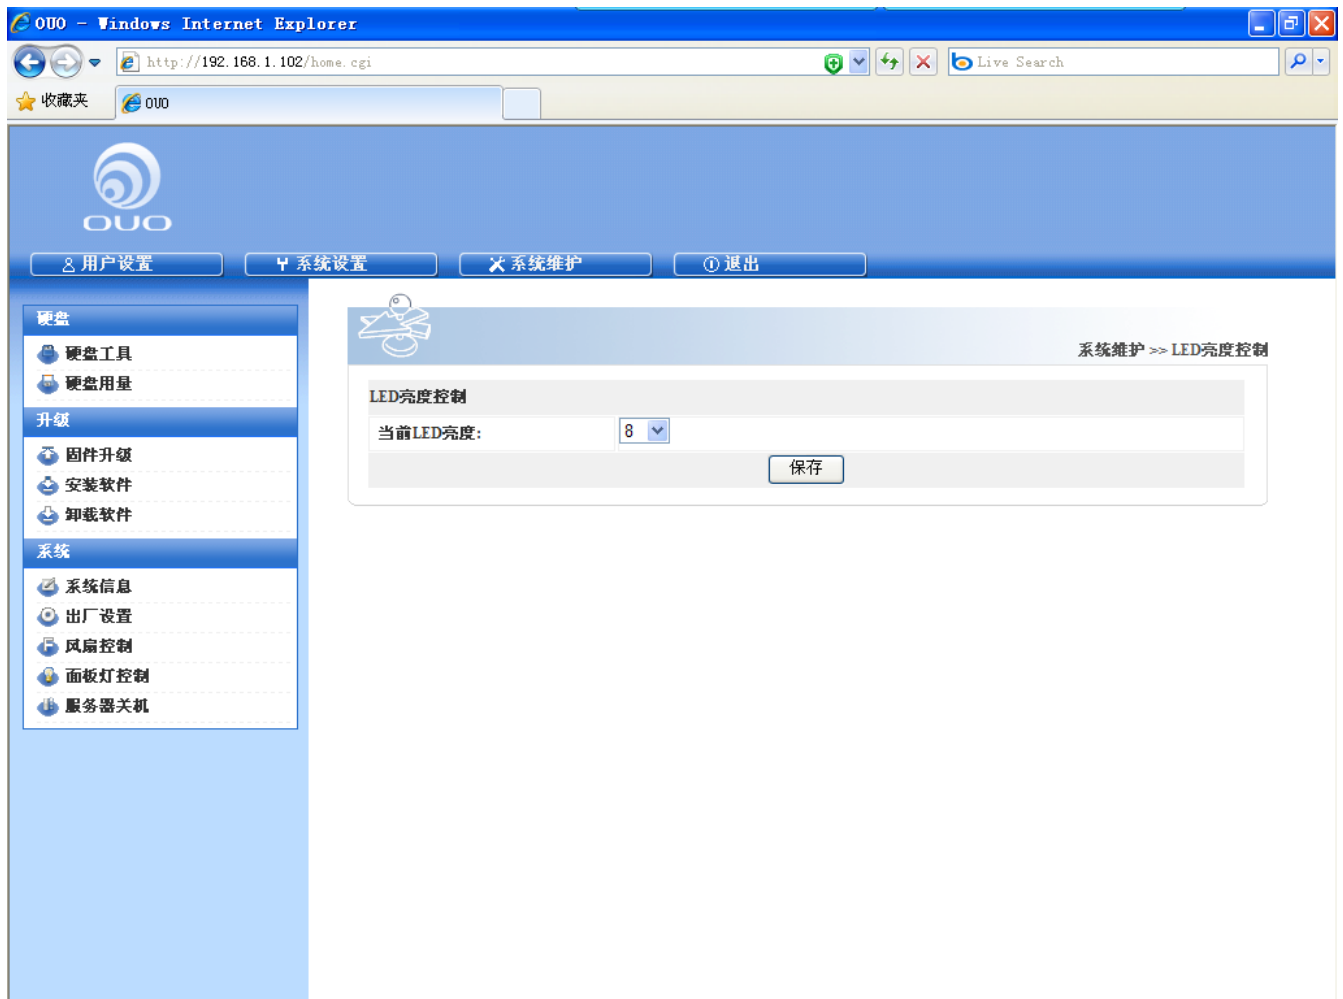 OUO - Windows Internet Explorer
http://192.168.1.102/home.cgi
Live Search
收藏夹
OUO
OUO
用户设置
系统设置
系统维护
退出
硬盘
硬盘工具
硬盘用量
升级
固件升级
安装软件
卸载软件
系统
系统信息
出厂设置
风扇控制
面板灯控制
服务器关机
系统维护 >> LED亮度控制
LED亮度控制
当前LED亮度:
8
保存